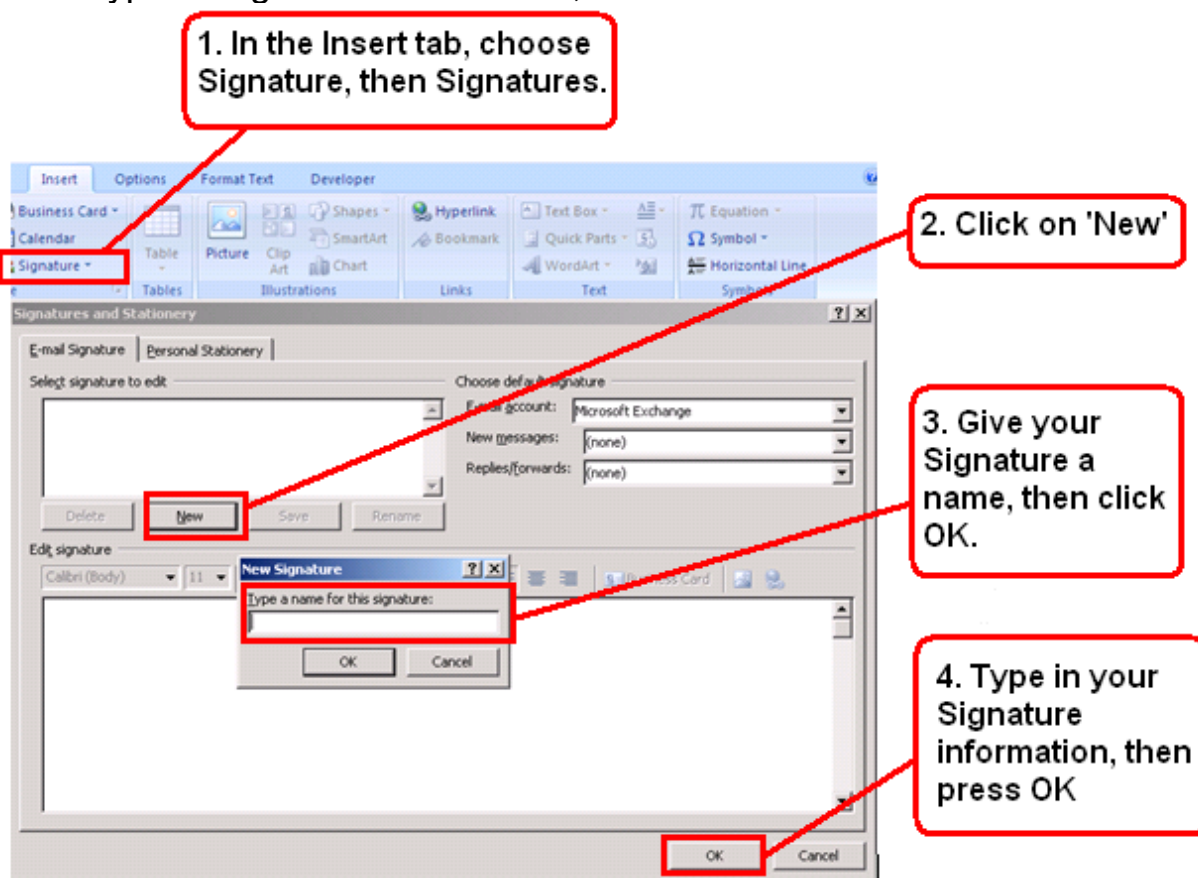 1. In the Insert tab, choose
Signature, then Signatures.
Insert Options Format Text Developer
Business Card Shapes Hyperlink Text Box π Equation
Calendar SmartArt Bookmark Quick Parts Ω Symbol
Signature Table Picture Clip Art Chart WordArt Horizontal Line
Tables Illustrations Links Text Symbols
2. Click on 'New'
Signatures and Stationery
E-mail Signature Personal Stationery
Select signature to edit Choose default signature
E-mail account: Microsoft Exchange
New messages: (none)
Replies/forwards: (none)
Delete New Save Rename
3. Give your
Signature a
name, then click
OK.
Edit signature
Calibri (Body) 11 Business Card
New Signature
Type a name for this signature:
OK Cancel
4. Type in your
Signature
information, then
press OK
OK Cancel